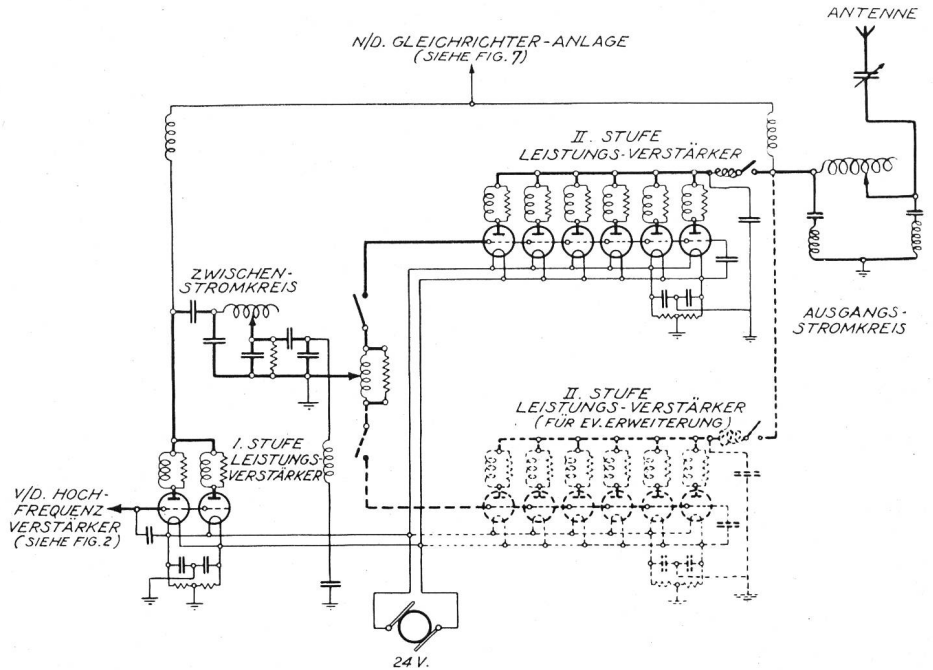 ANTENNE
N/D. GLEICHRICHTER-ANLAGE
(SIEHE FIG. 7)
II. STUFE
LEISTUNGS-VERSTÄRKER
ZWISCHEN-
STROMKREIS
AUSGANGS-
STROMKREIS
II. STUFE
LEISTUNGS-VERSTÄRKER
(FÜR EV. ERWEITERUNG)
I. STUFE
LEISTUNGS-
VERSTÄRKER
V/D. HOCH-
FREQUENZ
VERSTÄRKER
(SIEHE FIG. 2)
24 V.